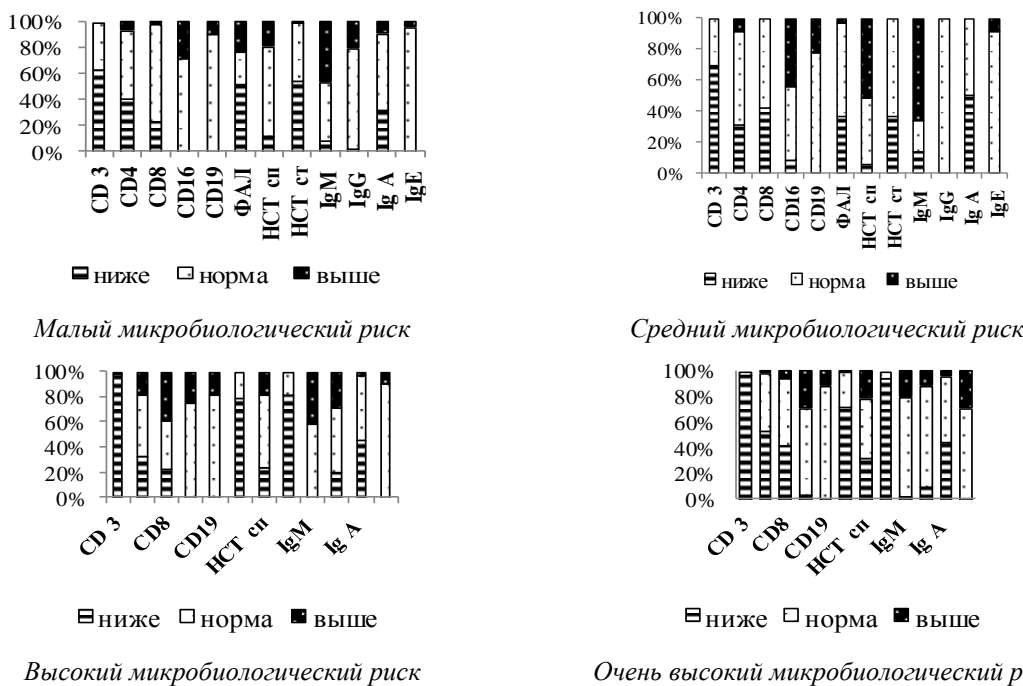 100%
80%
60%
40%
20%
0%
CD 3
CD4
CD8
CD16
CD19
ФАЛ
НСТ сп
НСТ ст
IgM
IgG
Ig A
IgE
ниже норма выше
Малый микробиологический риск
100%
80%
60%
40%
20%
0%
CD 3
CD4
CD8
CD16
CD19
ФАЛ
НСТ сп
НСТ ст
IgM
IgG
Ig A
IgE
ниже норма выше
Средний микробиологический риск
100%
80%
60%
40%
20%
0%
CD 3
CD8
CD19
НСТ сп
IgM
Ig A
ниже норма выше
Высокий микробиологический риск
100%
80%
60%
40%
20%
0%
CD 3
CD8
CD19
НСТ сп
IgM
Ig A
ниже норма выше
Очень высокий микробиологический р